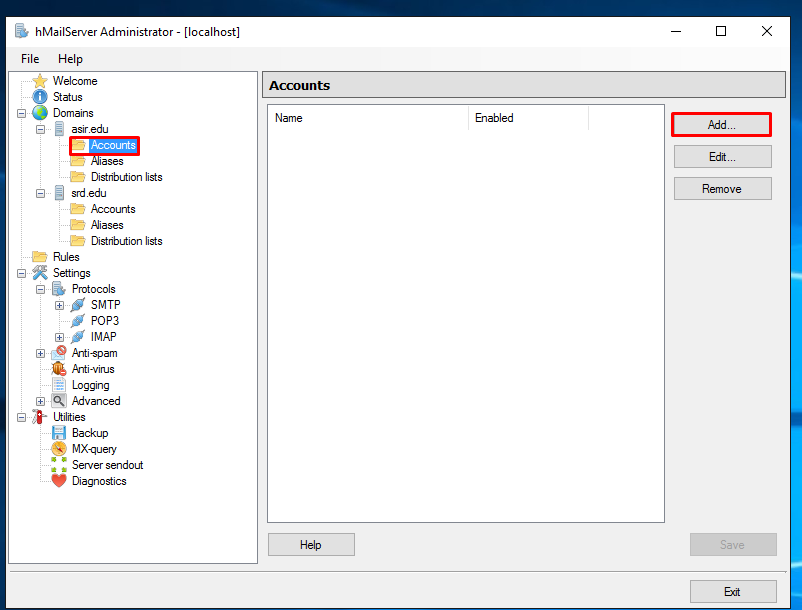 hMailServer Administrator - [localhost]
File Help
Welcome
Status
Domains
asir.edu
Accounts
Aliases
Distribution lists
srd.edu
Accounts
Aliases
Distribution lists
Rules
Settings
Protocols
SMTP
POP3
IMAP
Anti-spam
Anti-virus
Logging
Advanced
Utilities
Backup
MX-query
Server sendout
Diagnostics
Accounts
Name Enabled
Add...
Edit...
Remove
Help
Save
Exit